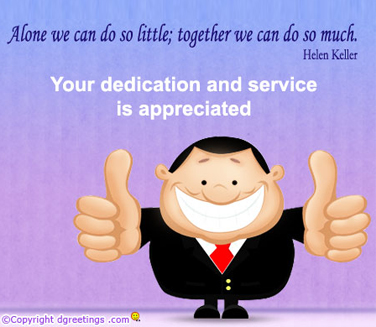 Alone we can do so little; together we can do so much.
Helen Keller
Your dedication and service
is appreciated
©Copyright dgreetings .com